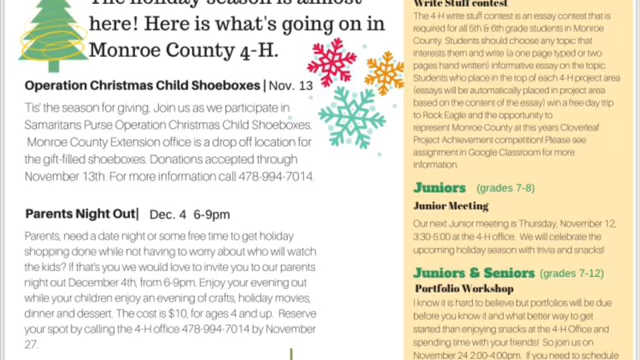 The holiday season is almost
here! Here is what's going on in
Monroe County 4-H.
Operation Christmas Child Shoeboxes | Nov. 13
Tis' the season for giving. Join us as we participate in
Samaritans Purse Operation Christmas Child Shoeboxes.
Monroe County Extension office is a drop off location for
the gift-filled shoeboxes. Donations accepted through
November 13th. For more information call 478-994-7014.
Parents Night Out| Dec. 4 6-9pm
Parents, need a date night or some free time to get holiday
shopping done while not having to worry about who will watch
the kids? If that's you we would love to invite you to our parents
night out December 4th, from 6-9pm. Enjoy your evening out
while your children enjoy an evening of crafts, holiday movies,
dinner and dessert. The cost is $10, for ages 4 and up. Reserve
your spot by calling the 4-H office 478-994-7014 by November
27.
Write Stuff contest
The 4-H write stuff contest is an essay contest that is
required for all 5th & 6th grade students in Monroe
County. Students should choose any topic that
interests them and write (a one page typed or two
pages hand written) informative essay on the topic.
Students who place in the top of each 4-H project area
(essays will be automatically placed in project area
based on the content of the essay) win a free day trip
to Rock Eagle and the opportunity to
represent Monroe County at this years Cloverleaf
Project Achievement competition! Please see
assignment in Google Classroom for more
information.
Juniors (grades 7-8)
Junior Meeting
Our next Junior meeting is Thursday, November 12,
3:30-5:00 at the 4-H office. We will celebrate the
upcoming holiday season with trivia and snacks!
Juniors & Seniors (grades 7-12)
Portfolio Workshop
I know it is hard to believe but portfolios will be due
before you know it and what better way to get
started than enjoying snacks at the 4-H Office and
spending time with your friends! So join us on
November 24 2:00-4:00pm. If you need to schedule